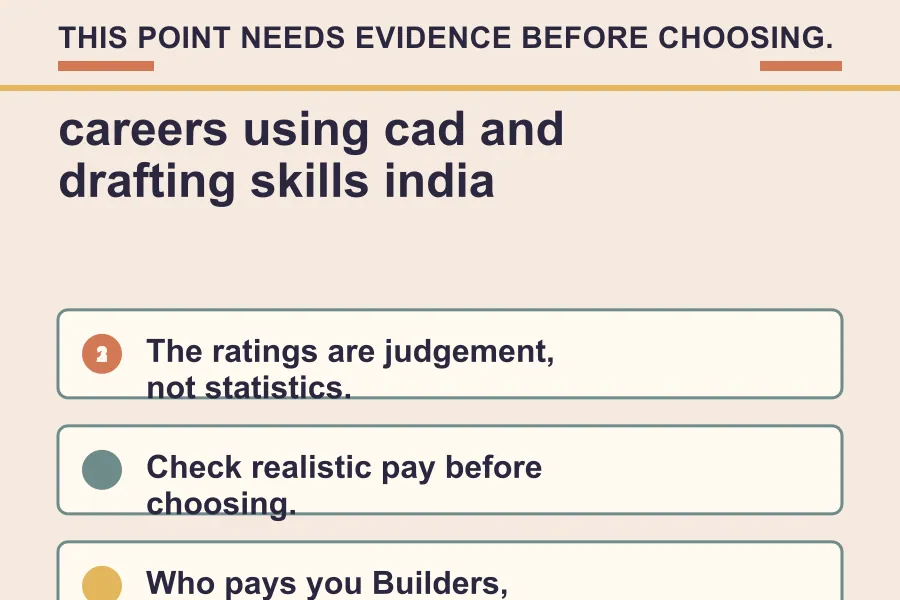 THIS POINT NEEDS EVIDENCE BEFORE CHOOSING.
careers using cad and
drafting skills india
The ratings are judgement,
not statistics.
Check realistic pay before
choosing.
Who pays you Builders,